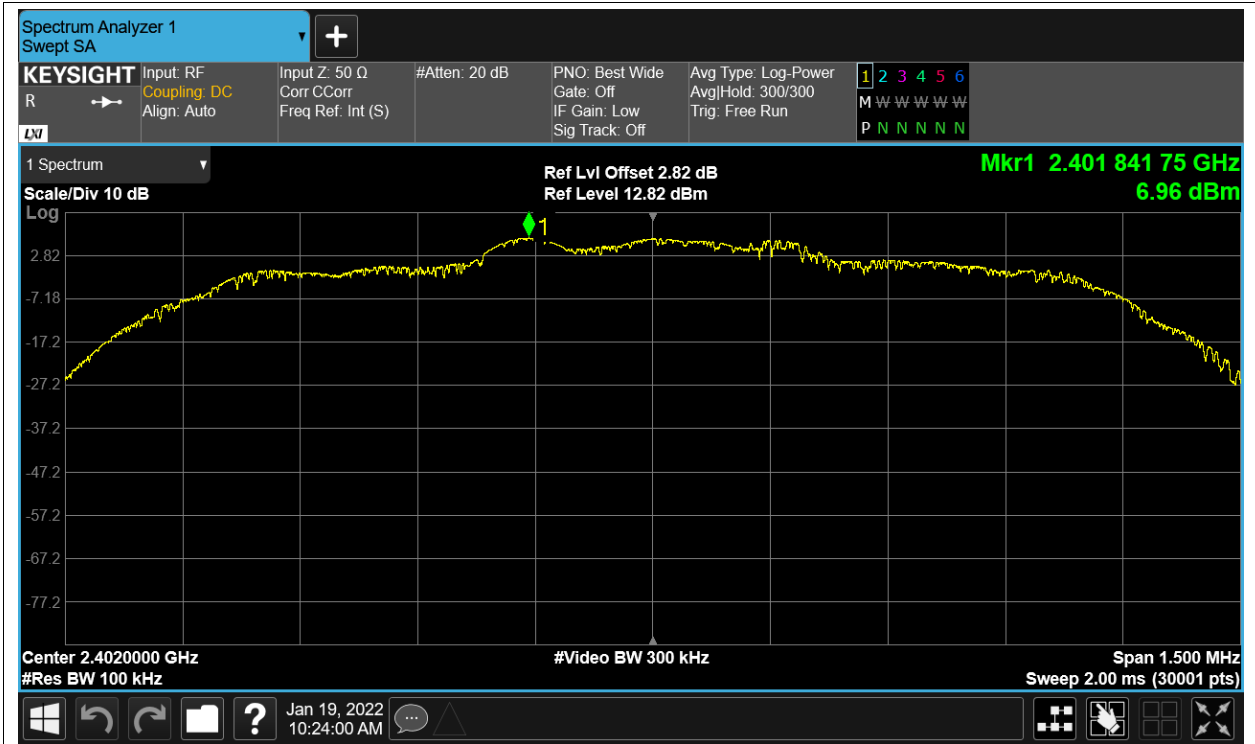 Spectrum Analyzer 1
Swept SA
KEYSIGHT
R
LXI
Input: RF
Coupling: DC
Align: Auto
Input Z: 50 Ω
Corr CCorr
Freq Ref: Int (S)
#Atten: 20 dB
PNO: Best Wide
Gate: Off
IF Gain: Low
Sig Track: Off
Avg Type: Log-Power
Avg|Hold: 300/300
Trig: Free Run
1 2 3 4 5 6
M W W W W W
P N N N N N
1 Spectrum
Scale/Div 10 dB
Log
Ref Lvl Offset 2.82 dB
Ref Level 12.82 dBm
Mkr1 2.401 841 75 GHz
6.96 dBm
1
2.82
-7.18
-17.2
-27.2
-37.2
-47.2
-57.2
-67.2
-77.2
Center 2.4020000 GHz
#Res BW 100 kHz
#Video BW 300 kHz
Span 1.500 MHz
Sweep 2.00 ms (30001 pts)
?
Jan 19, 2022
10:24:00 AM